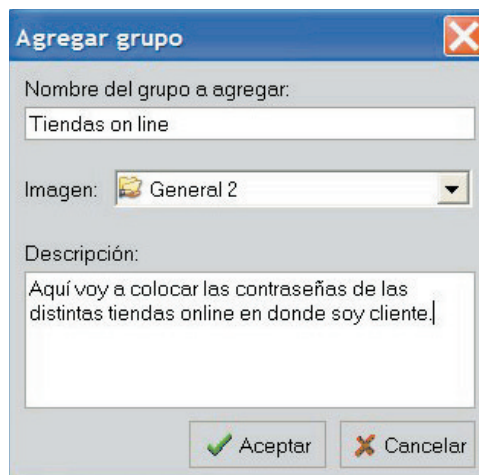 Agregar grupo
Nombre del grupo a agregar:
Tiendas on line
Imagen: General 2
Descripción:
Aquí voy a colocar las contraseñas de las
distintas tiendas online en donde soy cliente.
Aceptar Cancelar